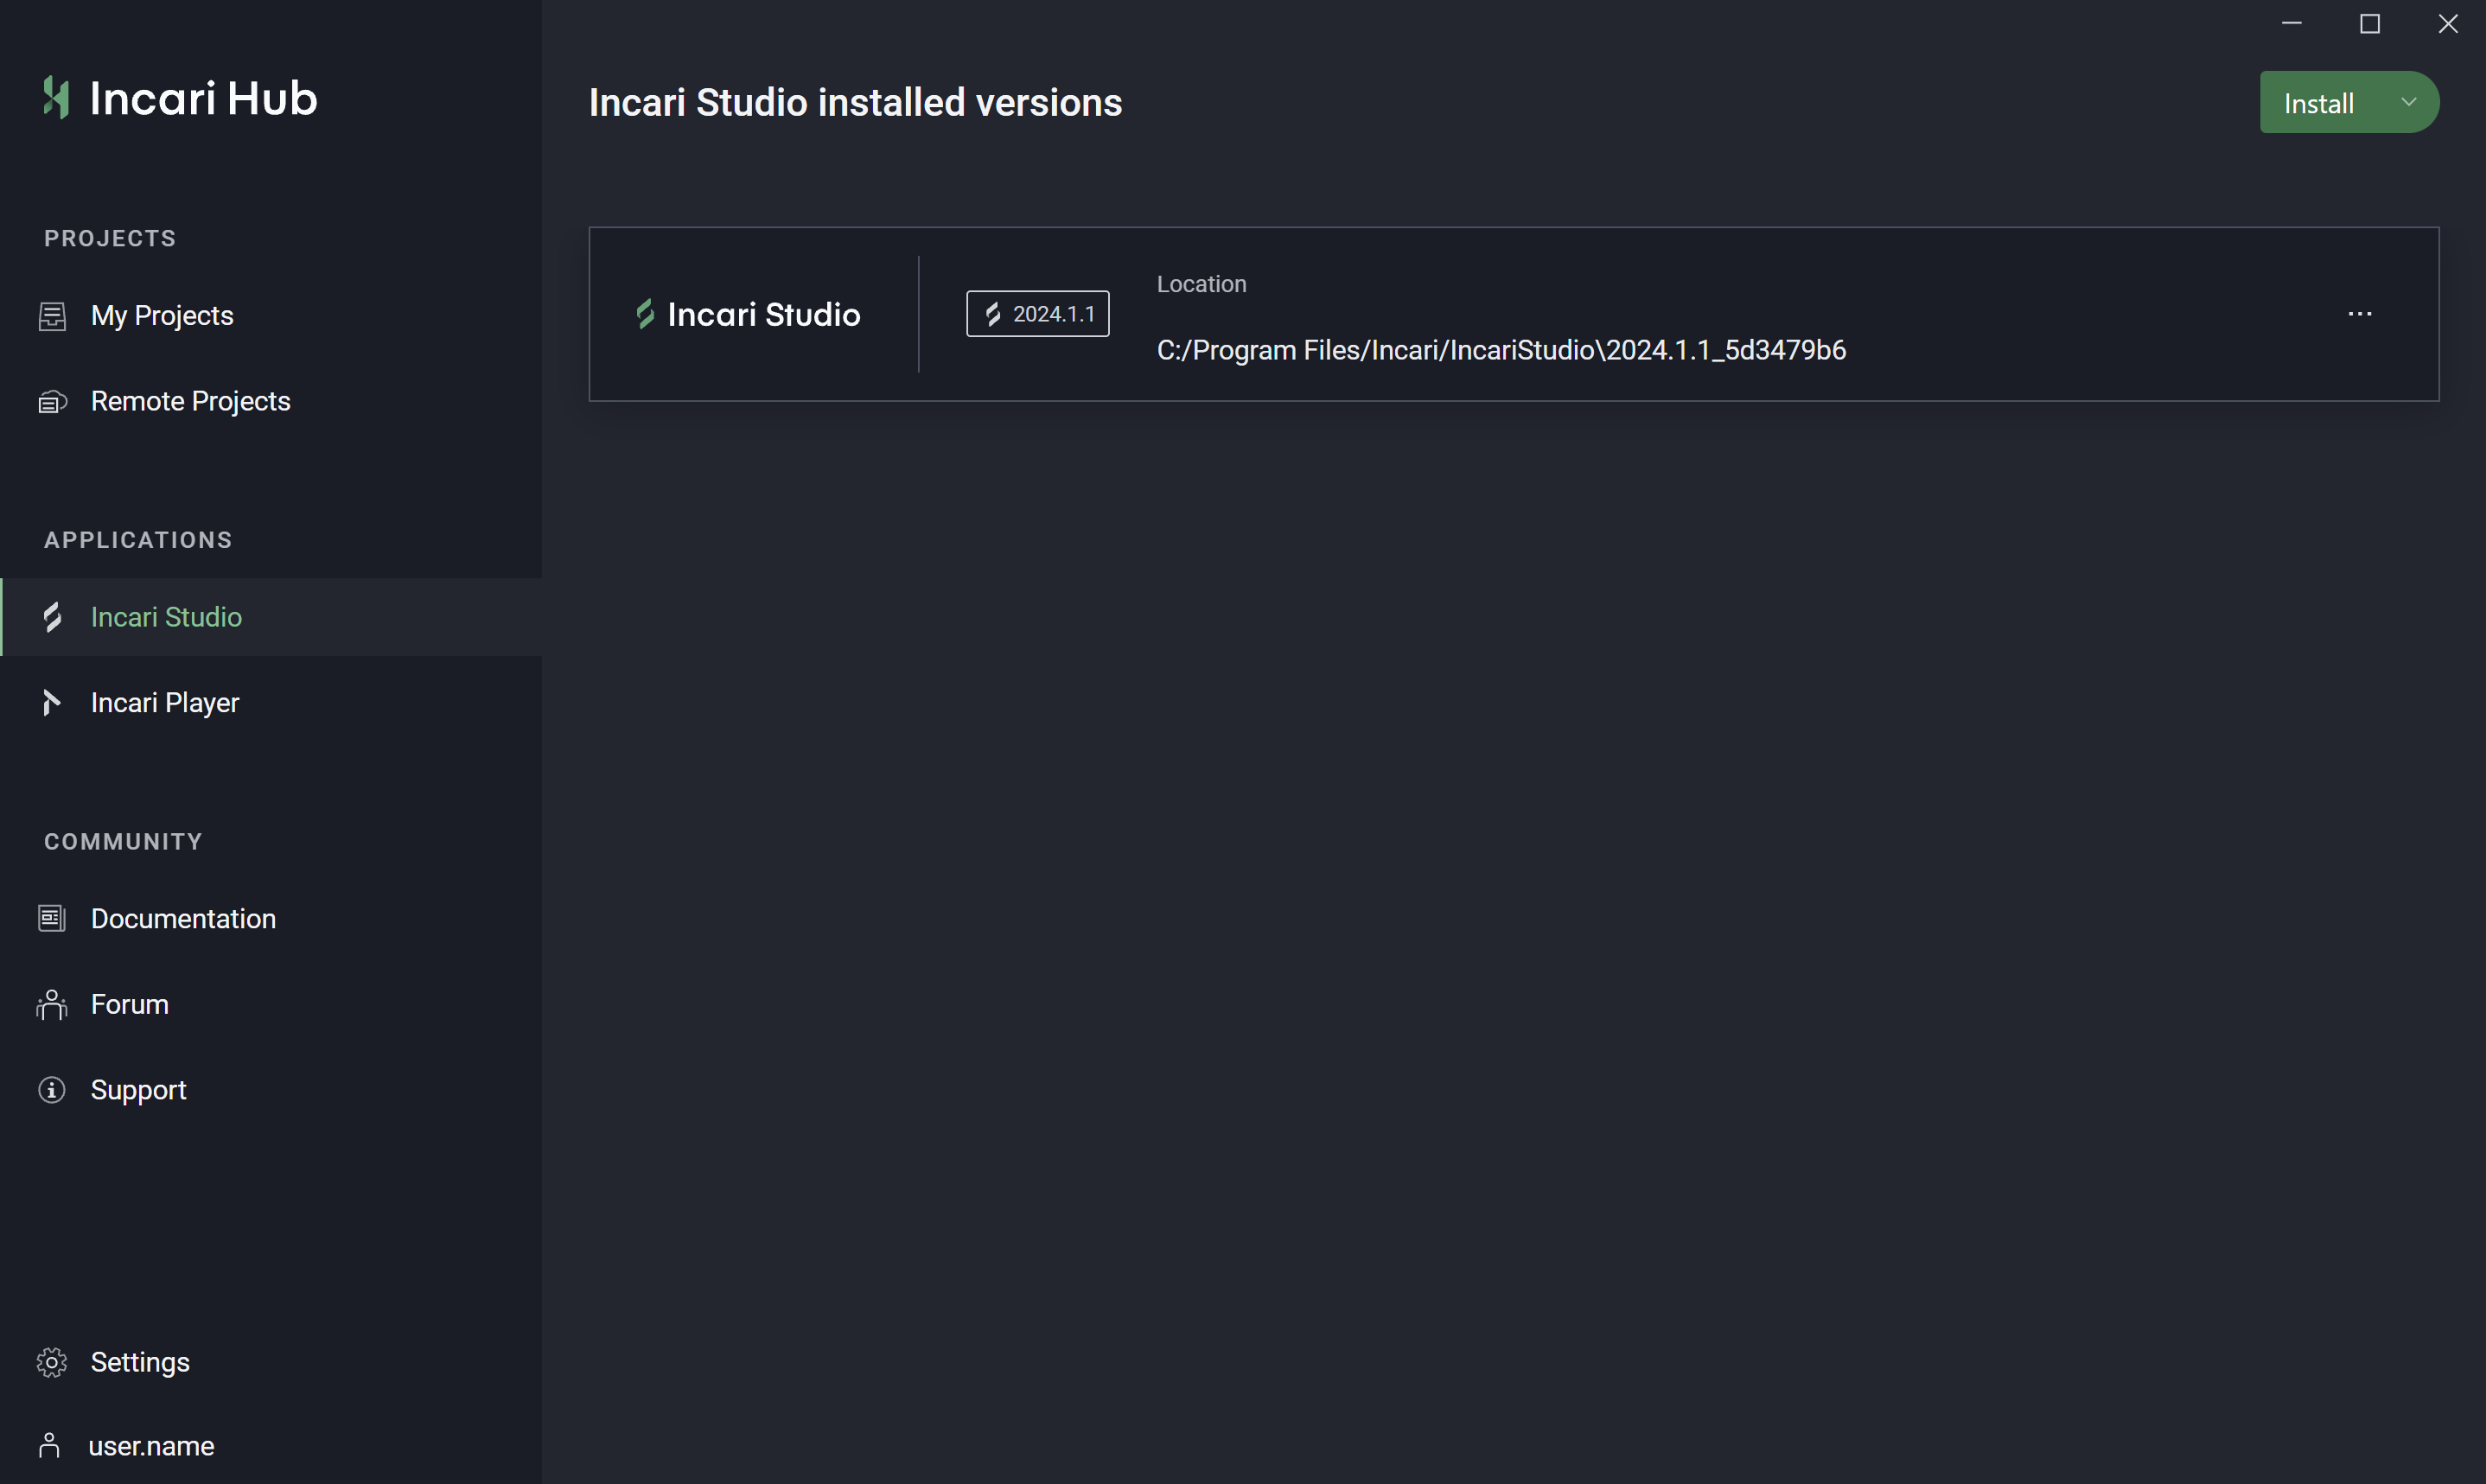 Incari Hub
PROJECTS
My Projects
Remote Projects
APPLICATIONS
Incari Studio
Incari Player
COMMUNITY
Documentation
Forum
Support
Settings
user.name
Incari Studio installed versions
Install
Incari Studio
2024.1.1
Location
C:/Program Files/Incari/IncariStudio\2024.1.1_5d3479b6